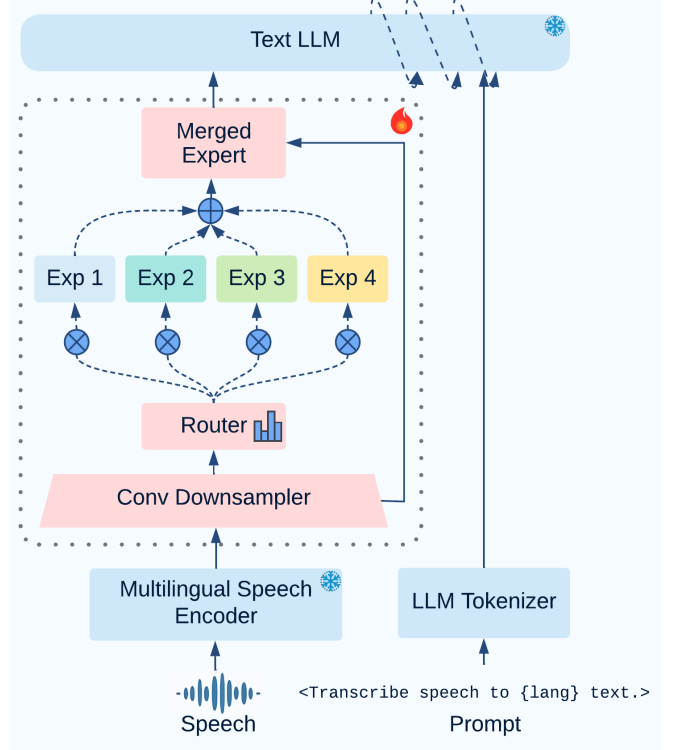 Text LLM
Merged
Expert
Exp 1
Exp 2
Exp 3
Exp 4
Router
Conv Downsampler
Multilingual Speech
Encoder
LLM Tokenizer
<Transcribe speech to {lang} text.>
Speech
Prompt